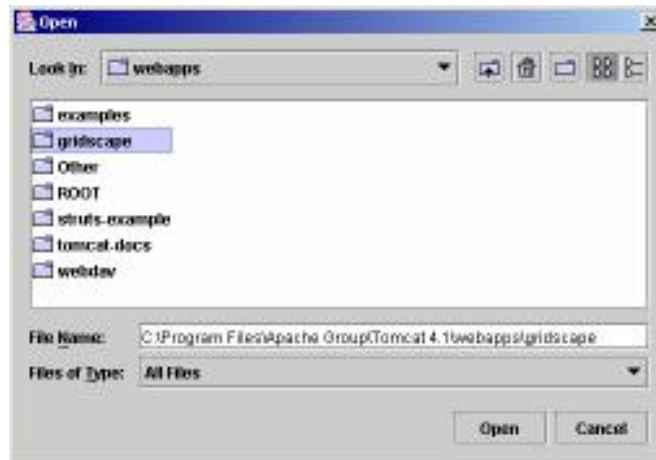 Open
Look In: webapps
examples
gridscape
Other
ROOT
struts-example
tomcat-docs
webdav
File Name: C:\Program Files\Apache Group\Tomcat 4.1\webapps\gridscape
Files of Type: All Files
Open Cancel